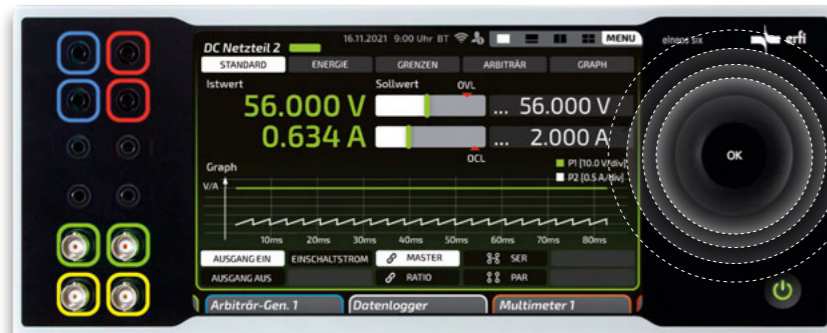 16.11.2021 9:00 Uhr BT MENU
DC Netzteil 2
STANDARD ENERGIE GRENZEN ARBITRÄR GRAPH
Istwert Sollwert OVL
56.000 V ... 56.000 V
0.634 A ... 2.000 A
OCL
Graph P1 [10.0 V/div]
V/A P2 [0.5 A/div]
10ms 20ms 30ms 40ms 50ms 60ms 70ms 80ms
AUSGANG EIN EINSCHALTSTROM MASTER SER
AUSGANG AUS RATIO PAR
Arbiträr-Gen. 1 Datenlogger Multimeter 1
elneos six erfi
OK